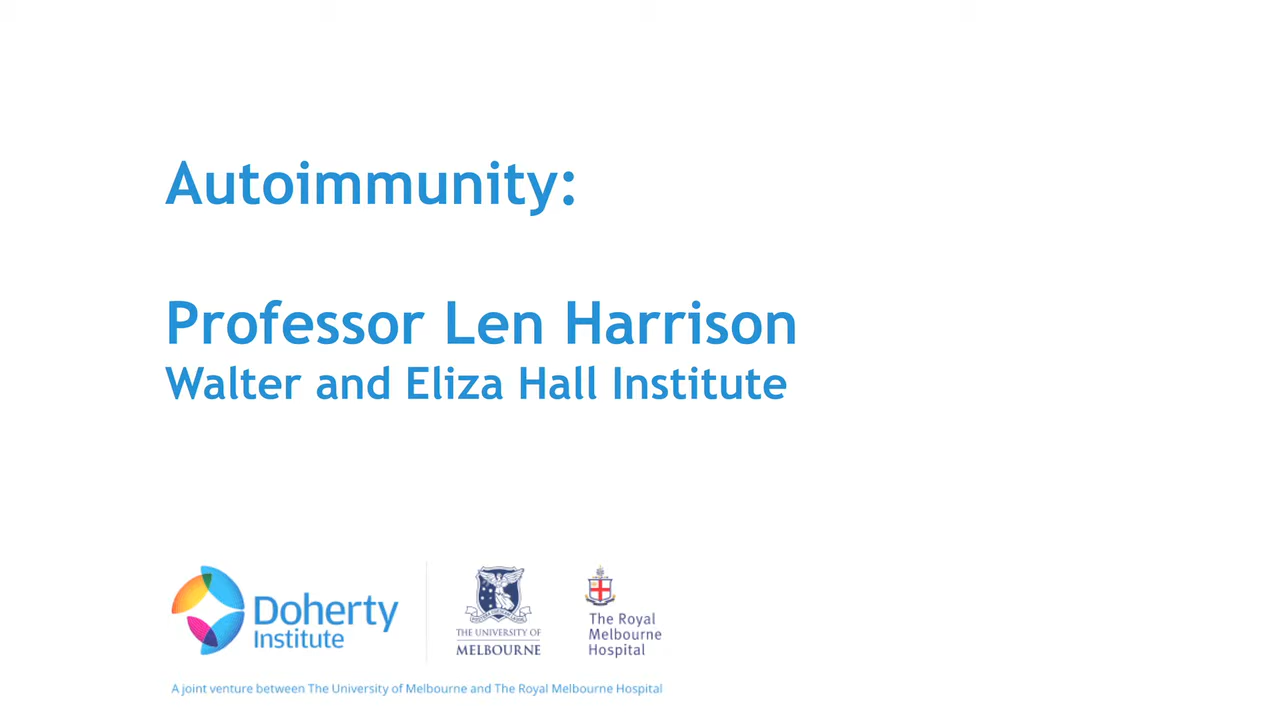 Autoimmunity:
Professor Len Harrison
Walter and Eliza Hall Institute
Doherty
Institute
THE UNIVERSITY OF
MELBOURNE
The Royal
Melbourne
Hospital
A joint venture between The University of Melbourne and The Royal Melbourne Hospital